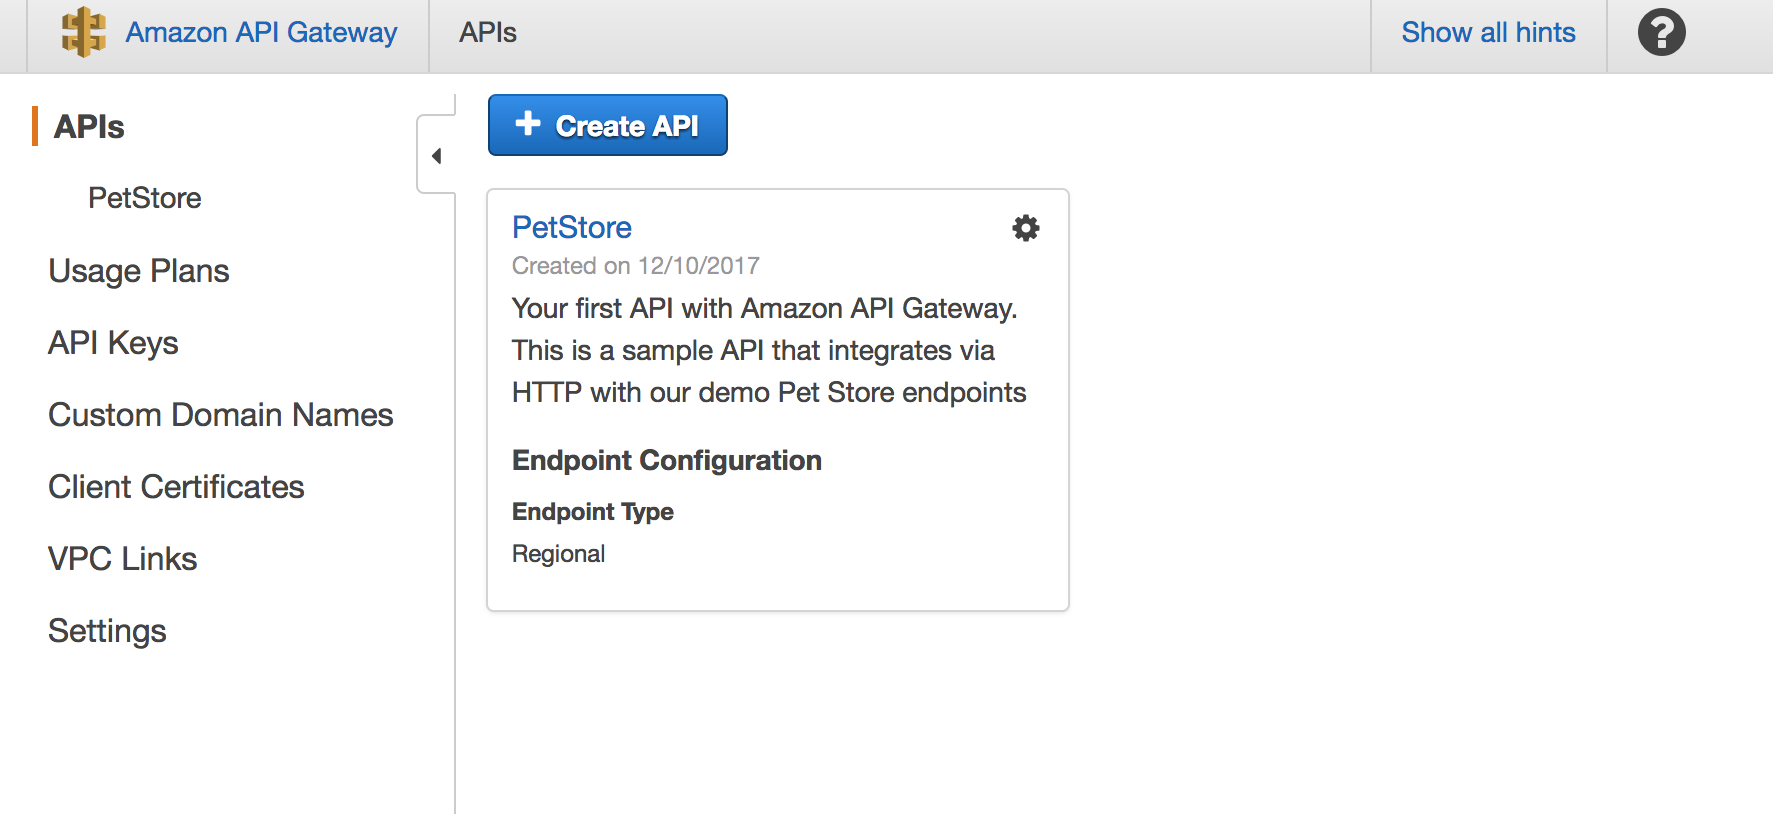 Amazon API Gateway
APIs
Show all hints
?
APIs
PetStore
Usage Plans
API Keys
Custom Domain Names
Client Certificates
VPC Links
Settings
+ Create API
PetStore
Created on 12/10/2017
Your first API with Amazon API Gateway.
This is a sample API that integrates via
HTTP with our demo Pet Store endpoints
Endpoint Configuration
Endpoint Type
Regional